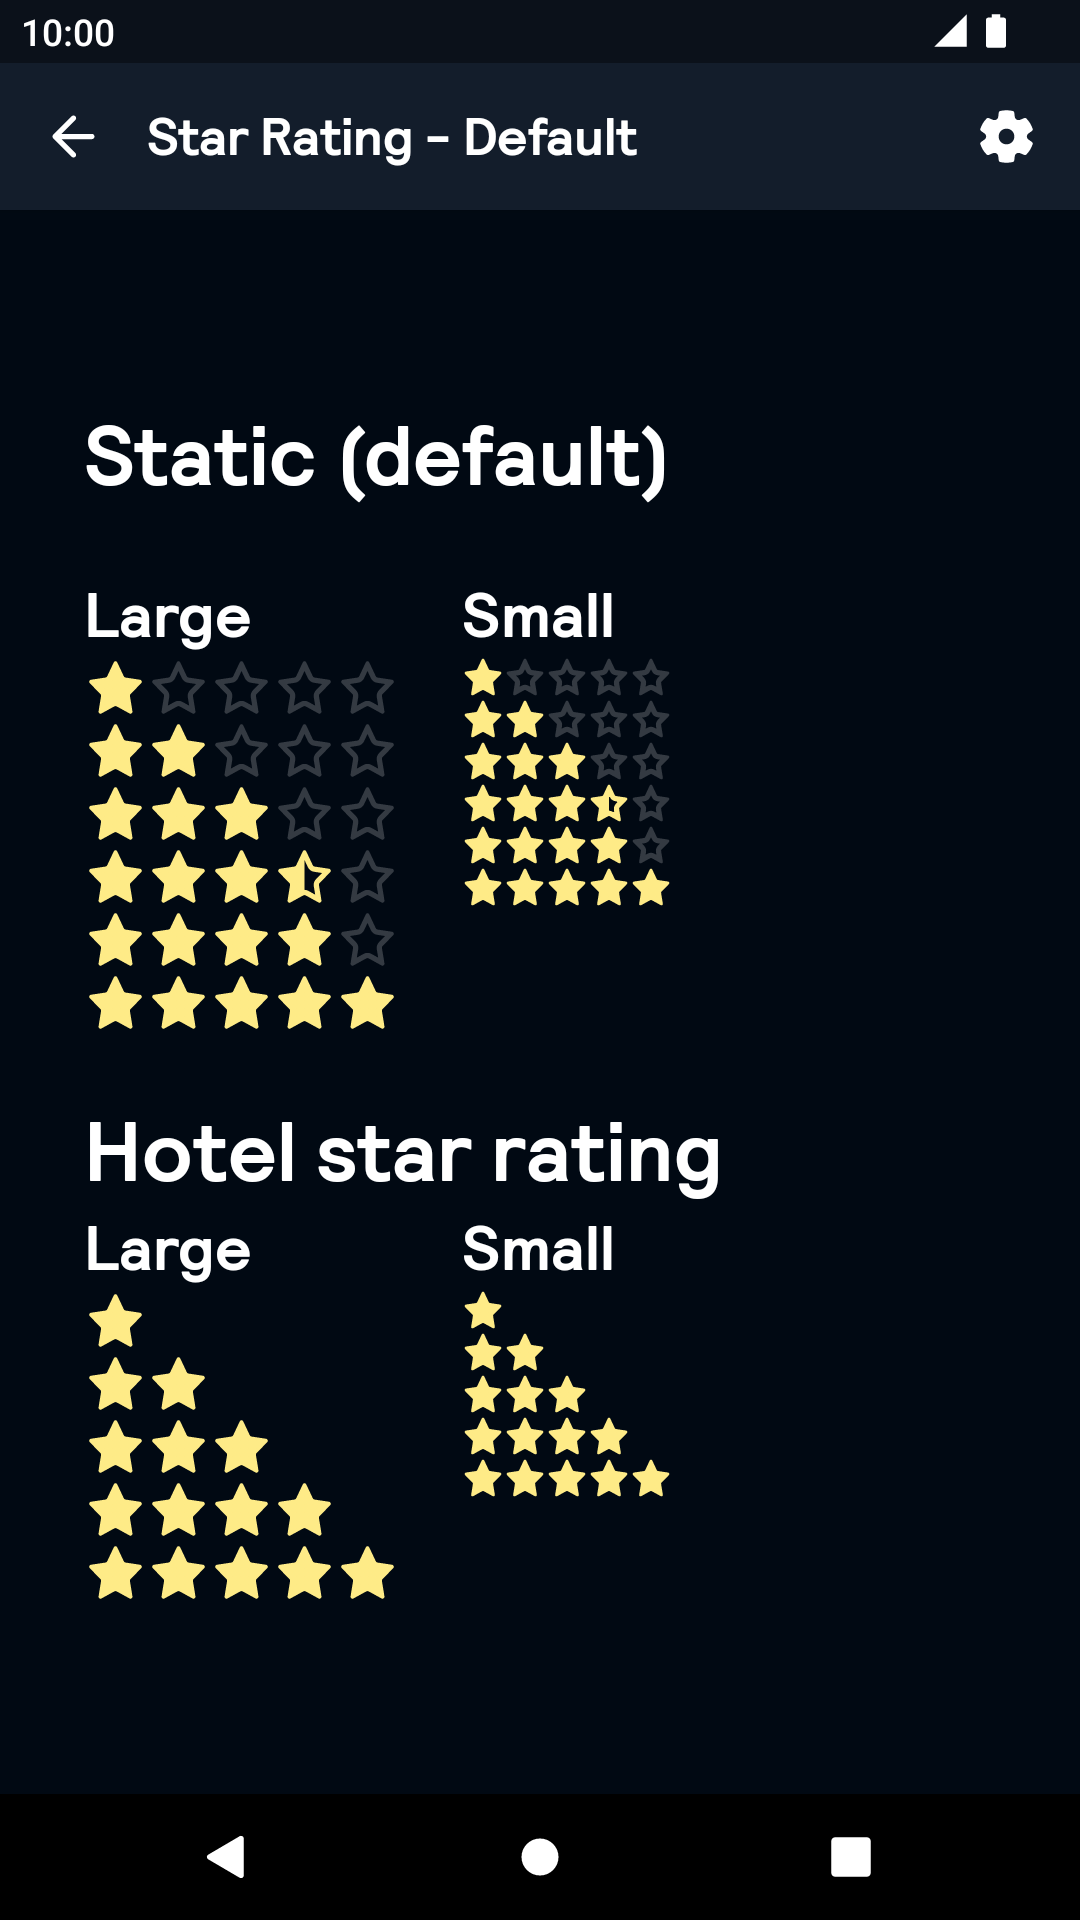 10:00
Star Rating - Default
Static (default)
Large
Small
Hotel star rating
Large
Small